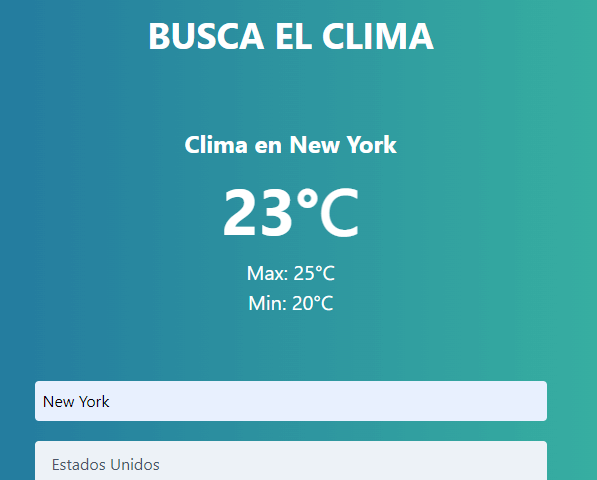 BUSCA EL CLIMA
Clima en New York
23°C
Max: 25°C
Min: 20°C
New York
Estados Unidos